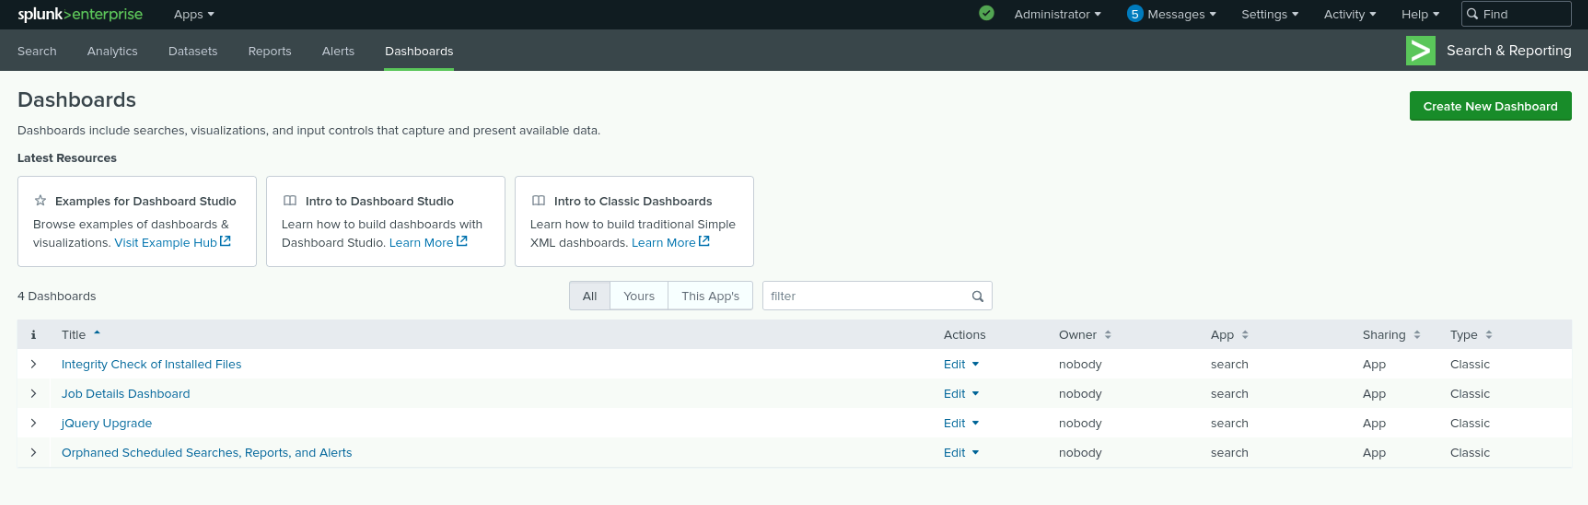 splunk>enterprise Apps Administrator 5 Messages Settings Activity Help Find
Search Analytics Datasets Reports Alerts Dashboards Search & Reporting
Dashboards
Create New Dashboard
Dashboards include searches, visualizations, and input controls that capture and present available data.
Latest Resources
Examples for Dashboard Studio
Browse examples of dashboards &
visualizations. Visit Example Hub
Intro to Dashboard Studio
Learn how to build dashboards with
Dashboard Studio. Learn More
Intro to Classic Dashboards
Learn how to build traditional Simple
XML dashboards. Learn More
4 Dashboards All Yours This App's filter
i Title Actions Owner App Sharing Type
Integrity Check of Installed Files Edit nobody search App Classic
Job Details Dashboard Edit nobody search App Classic
jQuery Upgrade Edit nobody search App Classic
Orphaned Scheduled Searches, Reports, and Alerts Edit nobody search App Classic